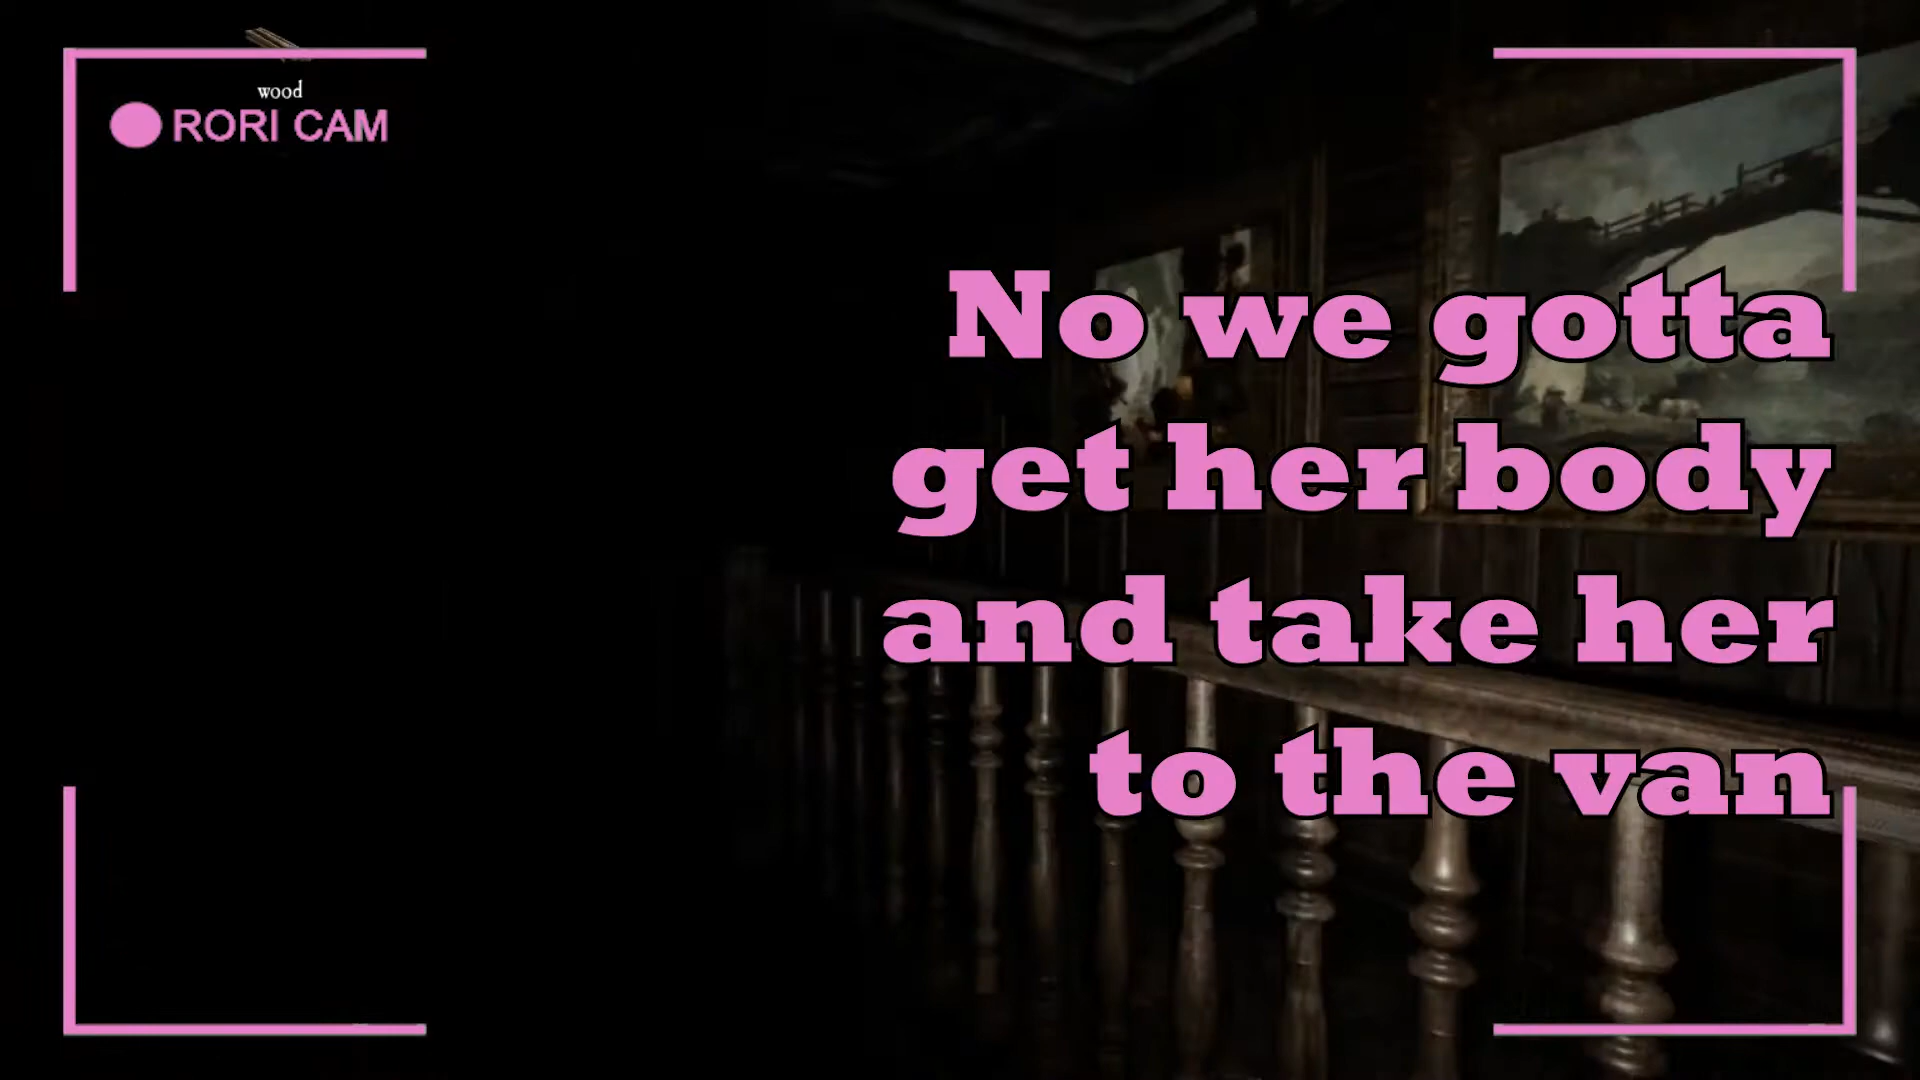 wood
RORI CAM
No we gotta
get her body
and take her
to the van